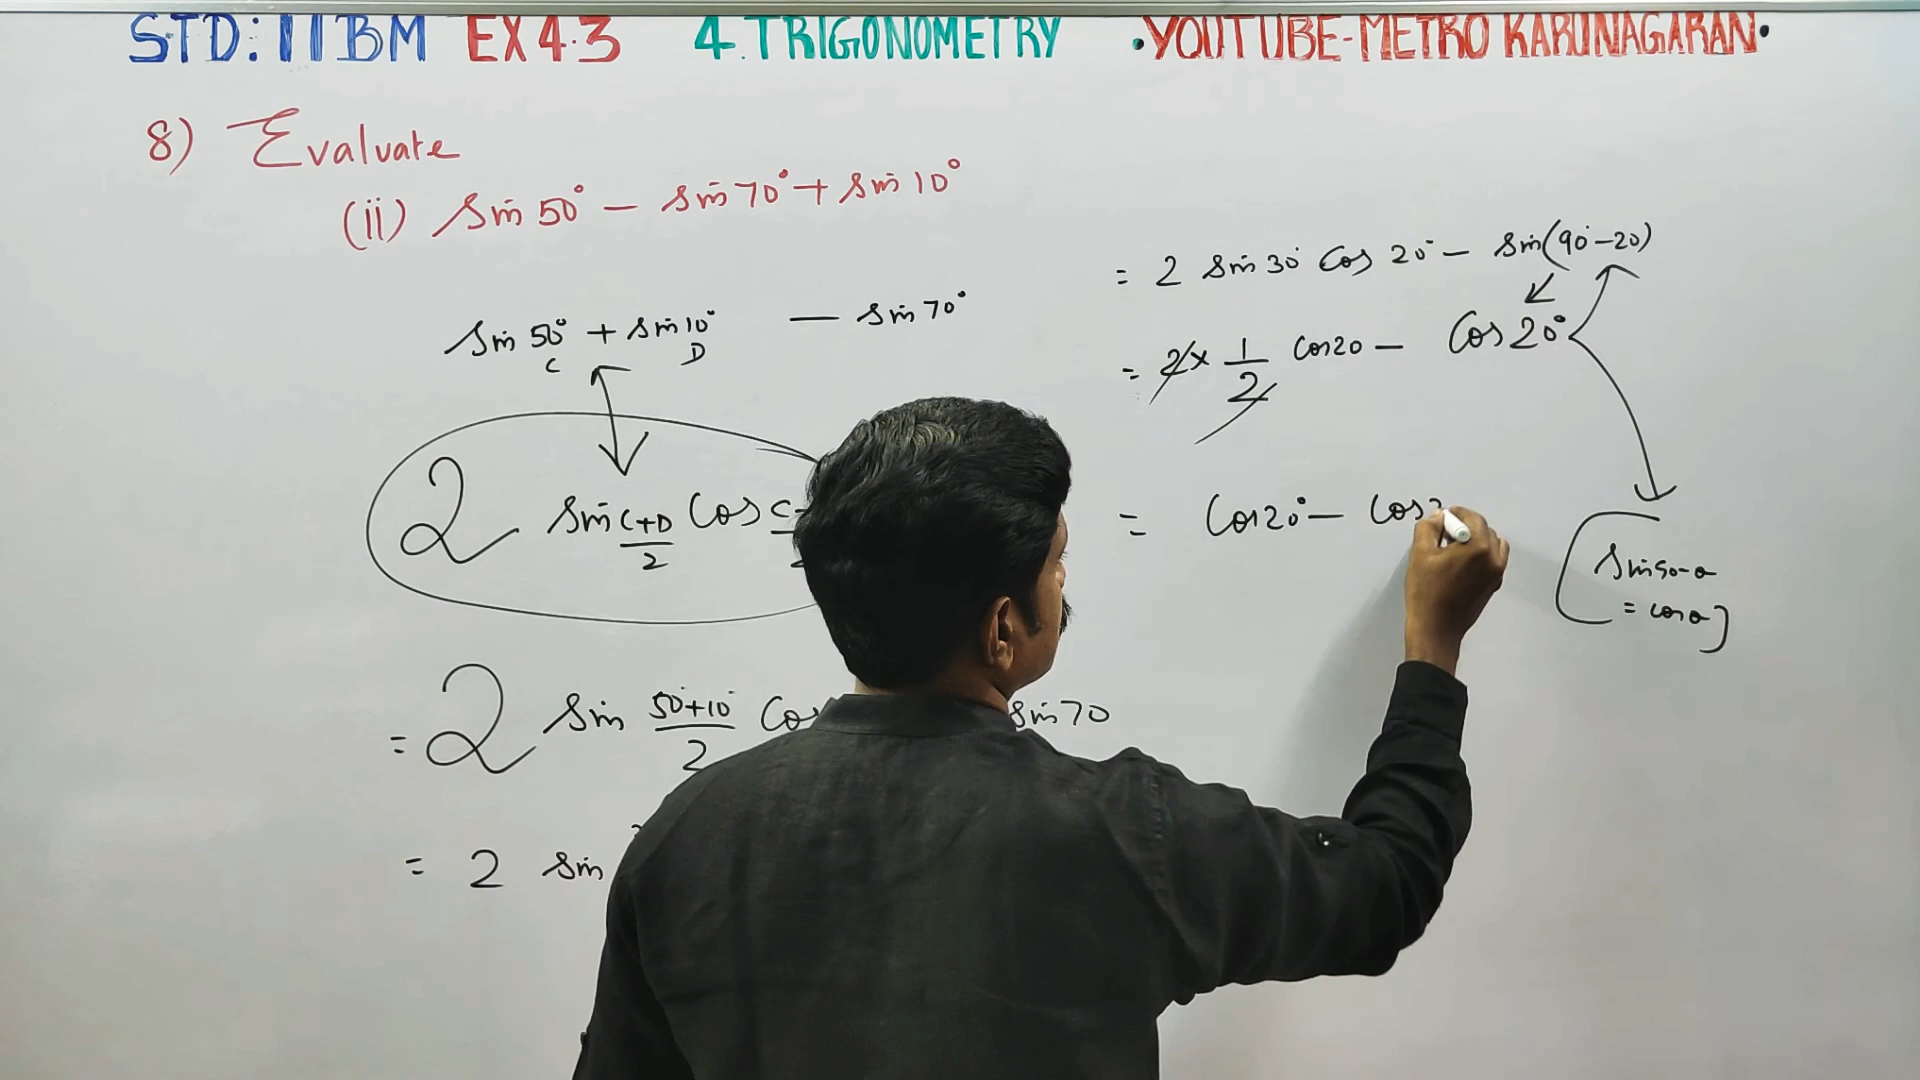 STD: 11 BM EX 4.3 4. TRIGONOMETRY •YOUTUBE-METRO KARUNAGARAN•
8) Evaluate
(ii) sin 50° − sin 70° + sin 10°
sin 50° + sin 10° — sin 70°
C D
2 sin C+D/2 cos C-
= 2 sin 50°+10°/2 Cos sin 70
= 2 sin
= 2 sin 30° cos 20° − sin(90°−20)
= 2 × 1/2 cos 20 − cos 20°
= cos 20° − cos 2
[sin 90-θ
= cos θ]